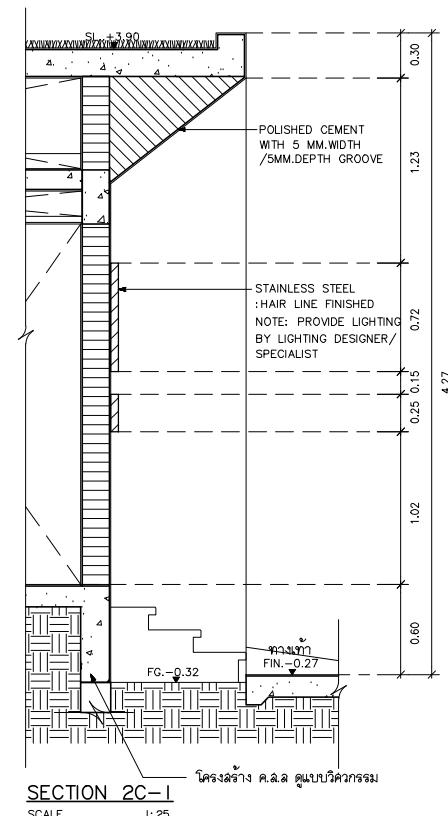 SL.+3.90
0.30
POLISHED CEMENT
WITH 5 MM.WIDTH
/5MM.DEPTH GROOVE
1.23
STAINLESS STEEL
:HAIR LINE FINISHED
NOTE: PROVIDE LIGHTING
BY LIGHTING DESIGNER/
SPECIALIST
0.72
0.15
4.27
0.25
1.02
0.60
ทางเท้า
FIN.-0.27
FG.-0.32
โครงสร้าง ค.ส.ล ดูแบบวิศวกรรม
SECTION 2C-1
SCALE 1:25